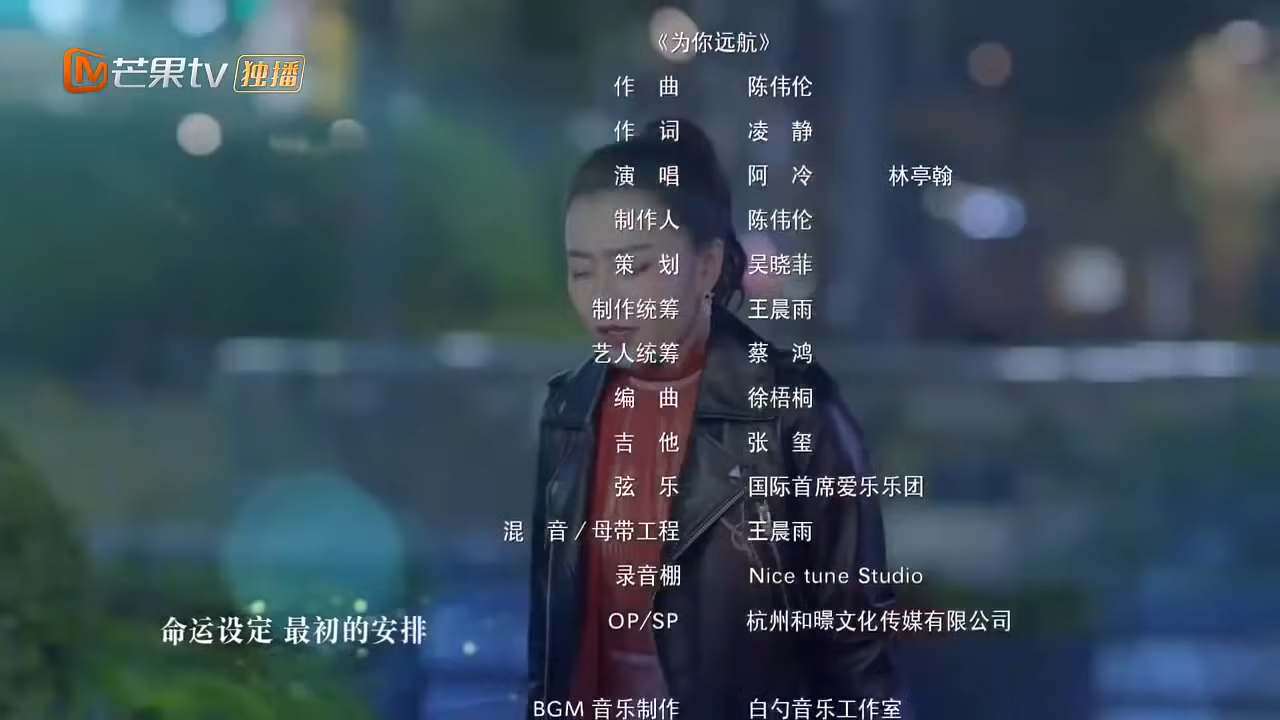 芒果tv 独播
《为你远航》
作 曲 陈伟伦
作 词 凌 静
演 唱 阿 冷 林亭翰
制作人 陈伟伦
策 划 吴晓菲
制作统筹 王晨雨
艺人统筹 蔡 鸿
编 曲 徐梧桐
吉 他 张 玺
弦 乐 国际首席爱乐乐团
混 音/母带工程 王晨雨
录音棚 Nice tune Studio
OP/SP 杭州和曝文化传媒有限公司
命运设定 最初的安排
BGM 音乐制作 白勺音乐工作室